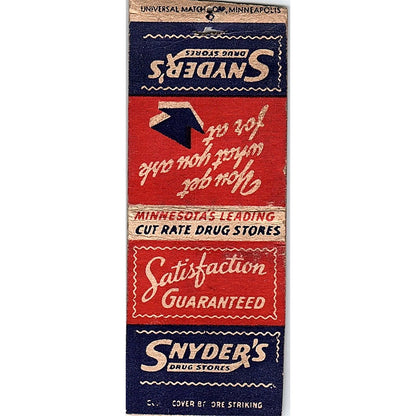 UNIVERSAL MATCH MINNEAPOLIS
You get
what you ask
for at
SNYDER'S
DRUG STORES
MINNESOTA'S LEADING
CUT RATE DRUG STORES
Satisfaction
GUARANTEED
SNYDER'S
DRUG STORES
COVER BEFORE STRIKING